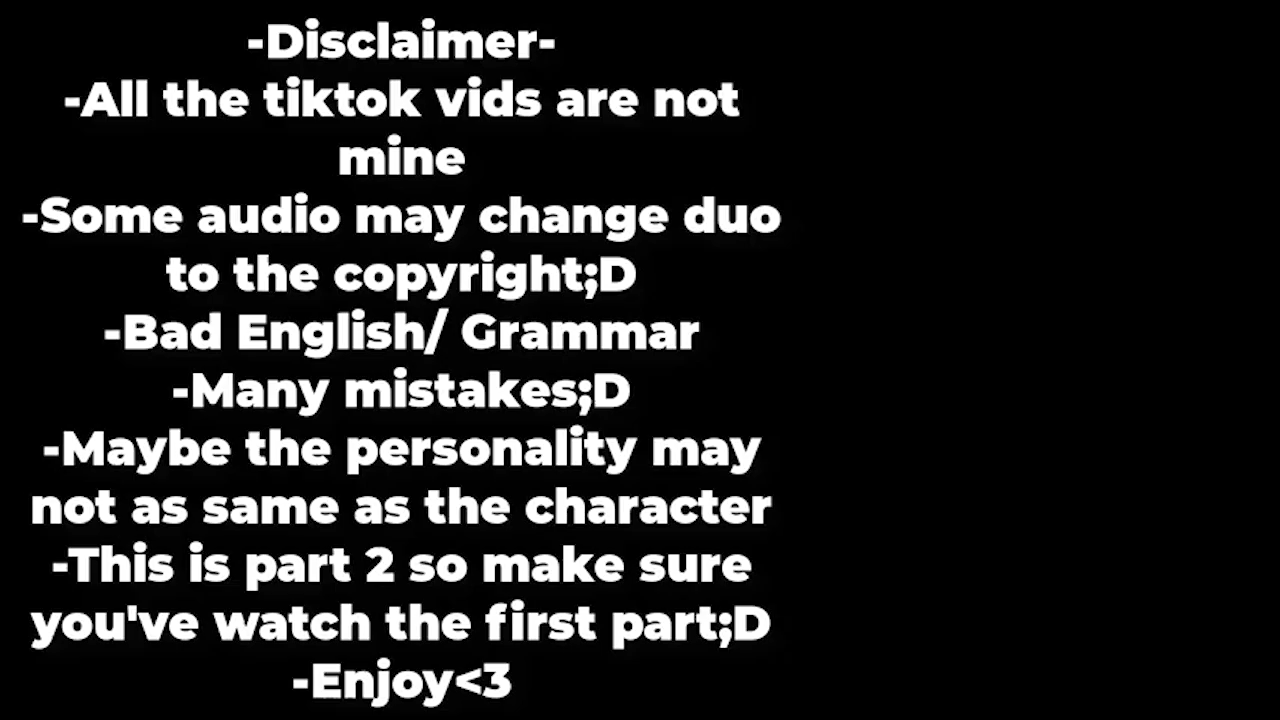 -Disclaimer-
-All the tiktok vids are not
mine
-Some audio may change duo
to the copyright;D
-Bad English/ Grammar
-Many mistakes;D
-Maybe the personality may
not as same as the character
-This is part 2 so make sure
you've watch the first part;D
-Enjoy<3